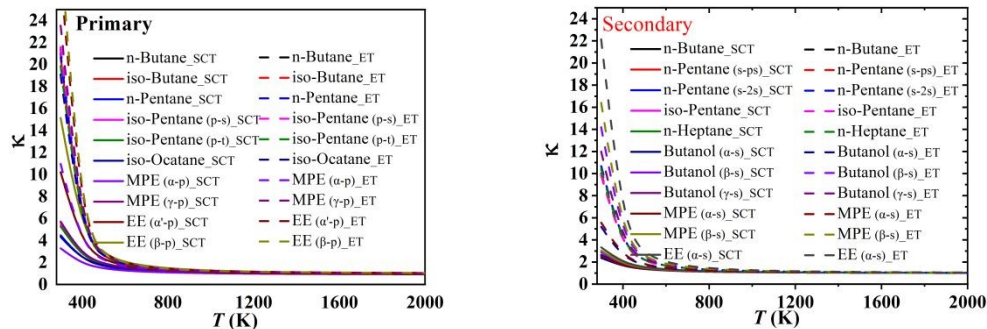 Primary
κ
24
22
20
18
16
14
12
10
8
6
4
2
0
n-Butane_SCT
iso-Butane_SCT
n-Pentane_SCT
iso-Pentane (p-s)_SCT
iso-Pentane (p-t)_SCT
iso-Ocatane_SCT
MPE (α-p)_SCT
MPE (γ-p)_SCT
EE (α'-p)_SCT
EE (β-p)_SCT
n-Butane_ET
iso-Butane_ET
n-Pentane_ET
iso-Pentane (p-s)_ET
iso-Pentane (p-t)_ET
iso-Ocatane_ET
MPE (α-p)_ET
MPE (γ-p)_ET
EE (α'-p)_ET
EE (β-p)_ET
400 800 1200 1600 2000
T (K)
Secondary
κ
24
22
20
18
16
14
12
10
8
6
4
2
0
n-Butane_SCT
n-Pentane (s-ps)_SCT
n-Pentane (s-2s)_SCT
iso-Pentane_SCT
n-Heptane_SCT
Butanol (α-s)_SCT
Butanol (β-s)_SCT
Butanol (γ-s)_SCT
MPE (α-s)_SCT
MPE (β-s)_SCT
EE (α-s)_SCT
n-Butane_ET
n-Pentane (s-ps)_ET
n-Pentane (s-2s)_ET
iso-Pentane_ET
n-Heptane_ET
Butanol (α-s)_ET
Butanol (β-s)_ET
Butanol (γ-s)_ET
MPE (α-s)_ET
MPE (β-s)_ET
EE (α-s)_ET
400 800 1200 1600 2000
T (K)